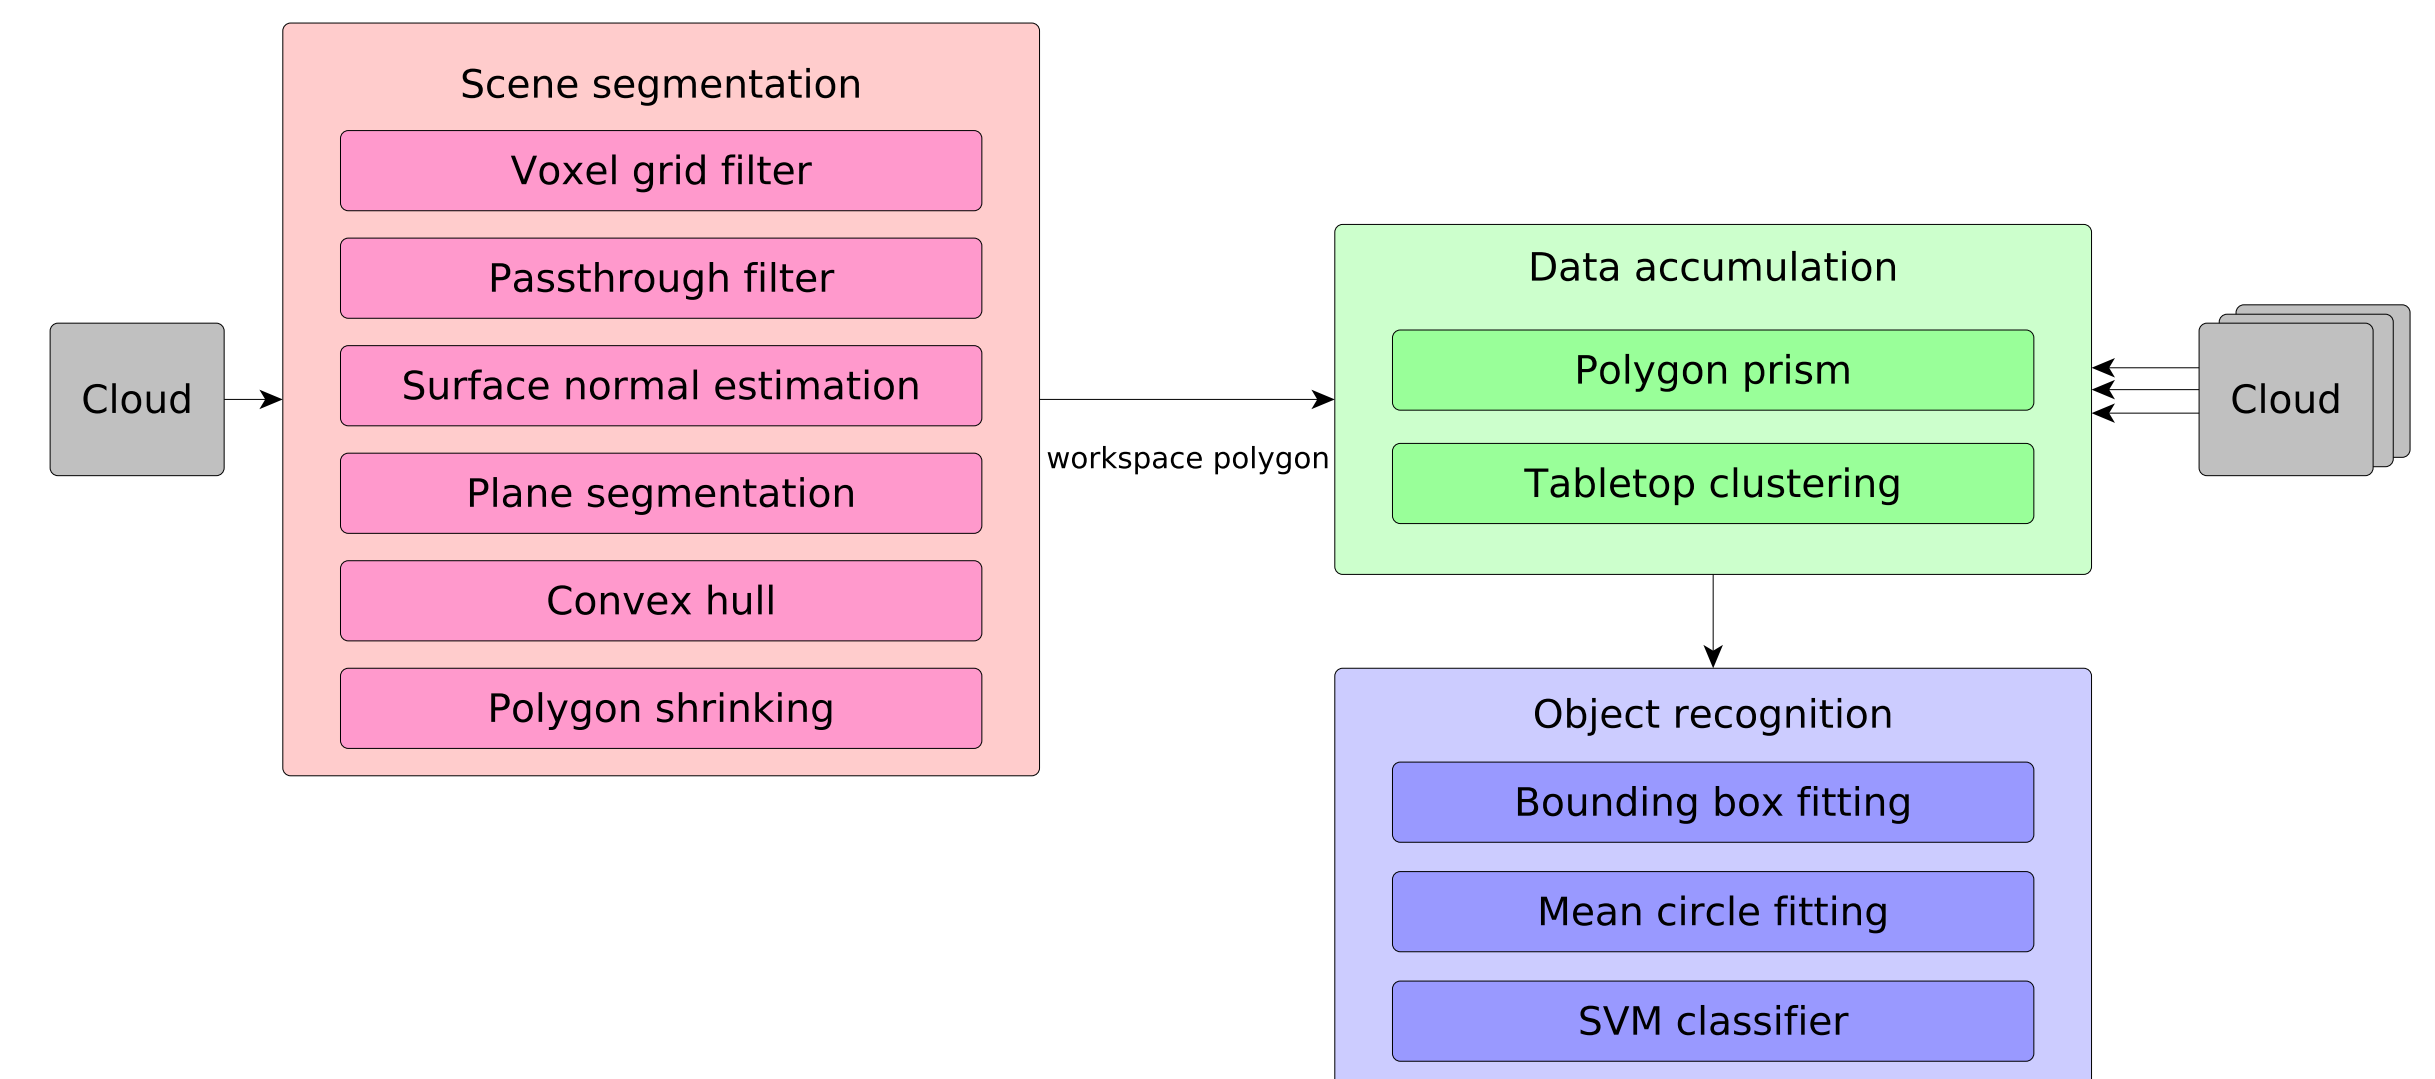 Cloud
Scene segmentation
Voxel grid filter
Passthrough filter
Surface normal estimation
Plane segmentation
Convex hull
Polygon shrinking
workspace polygon
Data accumulation
Polygon prism
Tabletop clustering
Cloud
Object recognition
Bounding box fitting
Mean circle fitting
SVM classifier